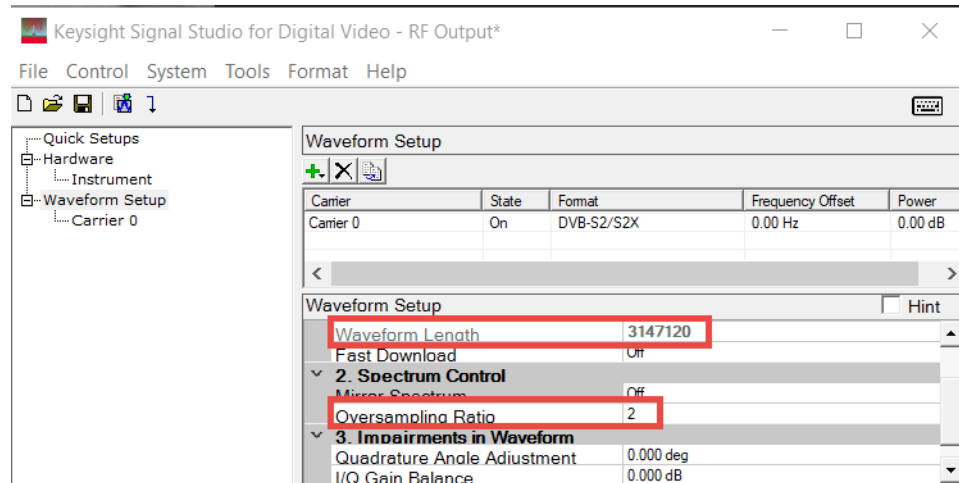 Keysight Signal Studio for Digital Video - RF Output*
File Control System Tools Format Help
Quick Setups
Hardware
Instrument
Waveform Setup
Carrier 0
Waveform Setup
Carrier State Format Frequency Offset Power
Carrier 0 On DVB-S2/S2X 0.00 Hz 0.00 dB
Waveform Setup Hint
Waveform Length 3147120
Fast Download Off
2. Spectrum Control
Mirror Spectrum Off
Oversampling Ratio 2
3. Impairments in Waveform
Quadrature Angle Adjustment 0.000 deg
I/Q Gain Balance 0.000 dB